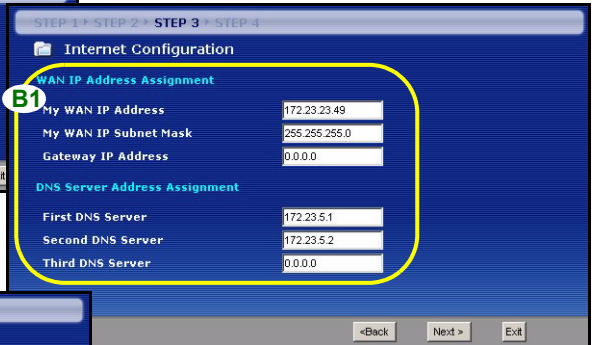 STEP 1 ▸ STEP 2 ▸ STEP 3 ▸ STEP 4
Internet Configuration
WAN IP Address Assignment
B1
My WAN IP Address 172.23.23.49
My WAN IP Subnet Mask 255.255.255.0
Gateway IP Address 0.0.0.0
DNS Server Address Assignment
First DNS Server 172.23.5.1
Second DNS Server 172.23.5.2
Third DNS Server 0.0.0.0
<Back Next > Exit